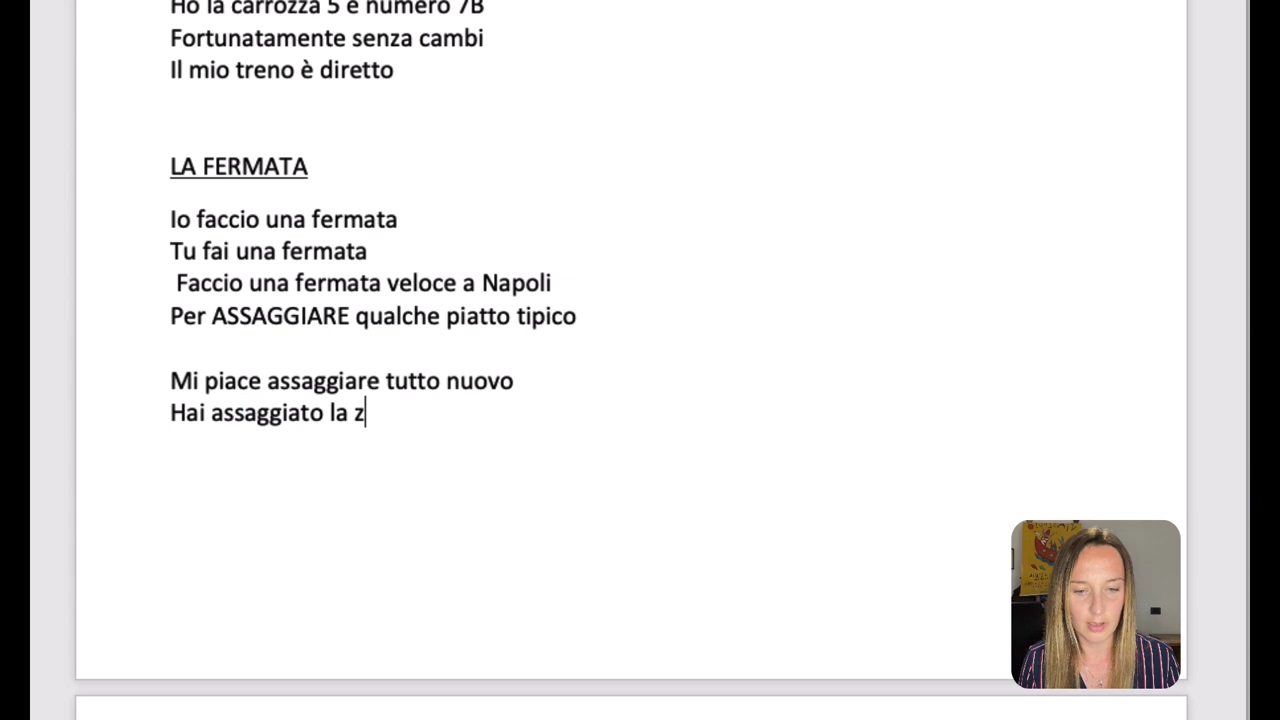 Ho la carrozza 5 e numero 7B
Fortunatamente senza cambi
Il mio treno è diretto
LA FERMATA
Io faccio una fermata
Tu fai una fermata
Faccio una fermata veloce a Napoli
Per ASSAGGIARE qualche piatto tipico
Mi piace assaggiare tutto nuovo
Hai assaggiato la z